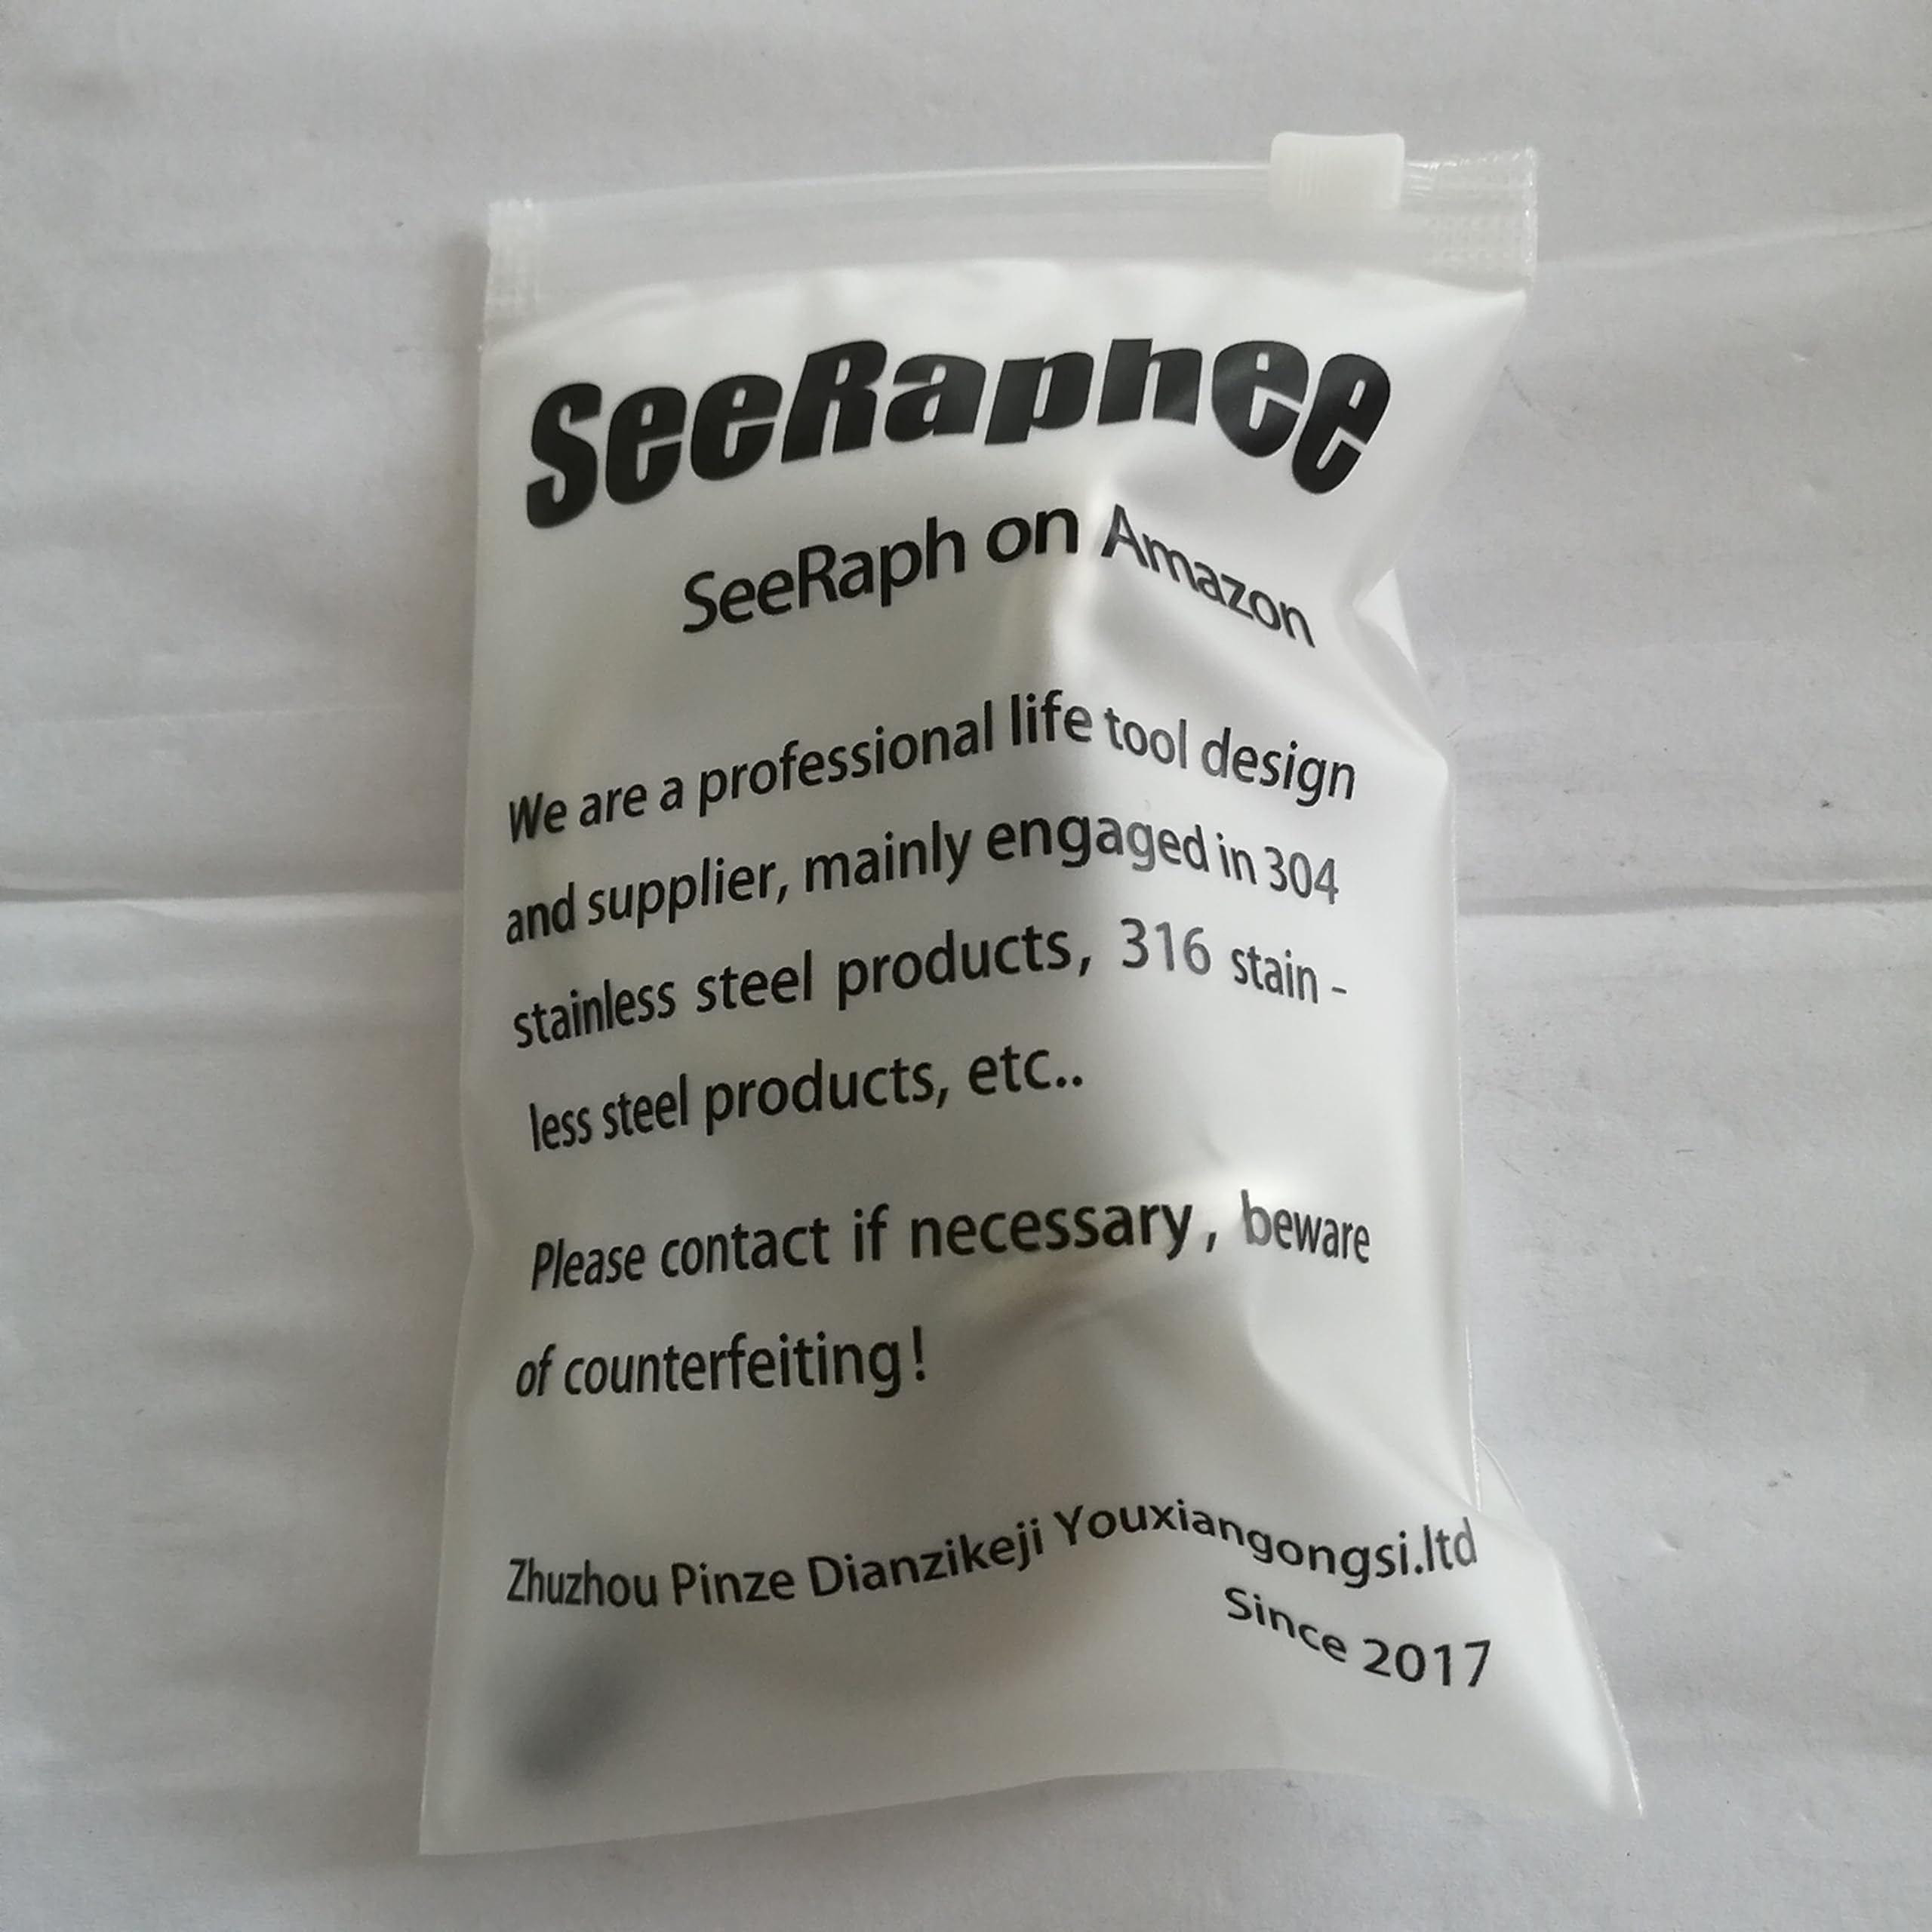 SeeRaphee
SeeRaph on Amazon
We are a professional life tool design
and supplier, mainly engaged in 304
stainless steel products, 316 stain -
less steel products, etc..
Please contact if necessary, beware
of counterfeiting!
Zhuzhou Pinze Dianzikeji Youxiangongsi.ltd
Since 2017